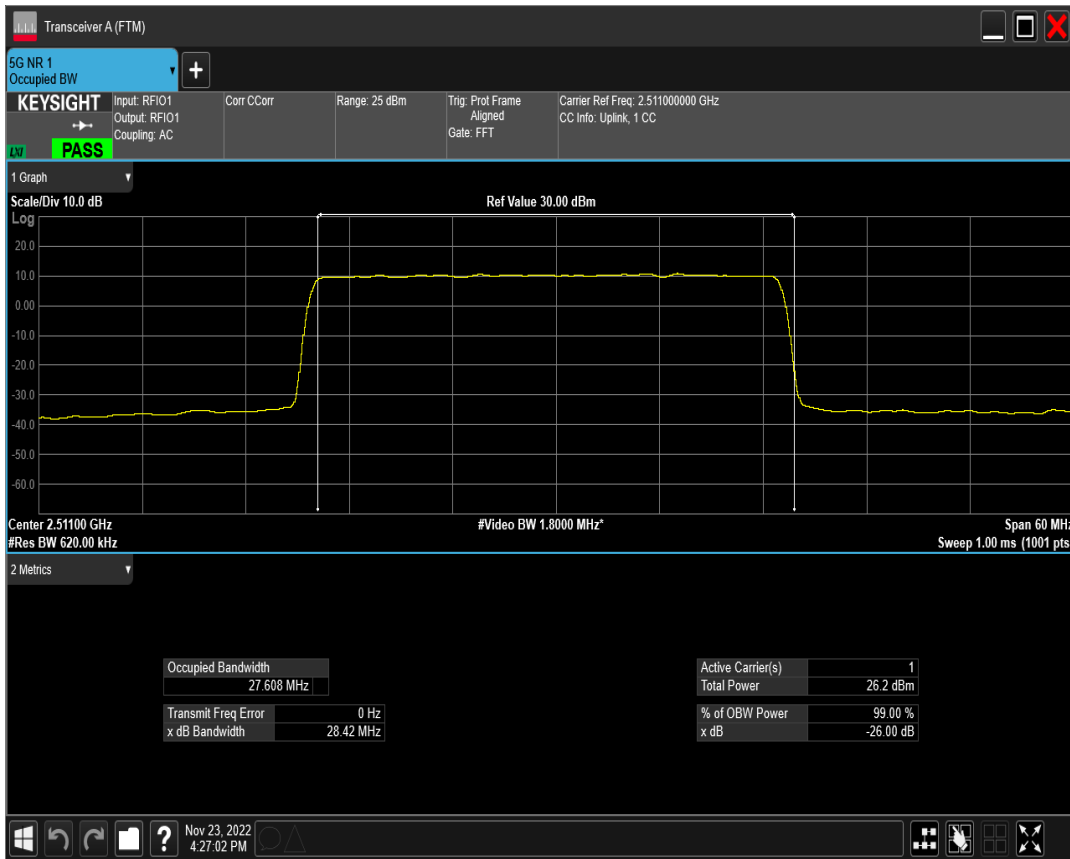 Transceiver A (FTM)
5G NR 1
Occupied BW
+
KEYSIGHT
LXI
PASS
Input: RFIO1
Output: RFIO1
Coupling: AC
Corr CCorr
Range: 25 dBm
Trig: Prot Frame
Aligned
Gate: FFT
Carrier Ref Freq: 2.511000000 GHz
CC Info: Uplink, 1 CC
1 Graph
Scale/Div 10.0 dB
Ref Value 30.00 dBm
Log
20.0
10.0
0.00
-10.0
-20.0
-30.0
-40.0
-50.0
-60.0
Center 2.51100 GHz
#Video BW 1.8000 MHz*
Span 60 MHz
#Res BW 620.00 kHz
Sweep 1.00 ms (1001 pts
2 Metrics
Occupied Bandwidth
27.608 MHz
Transmit Freq Error 0 Hz
x dB Bandwidth 28.42 MHz
Active Carrier(s) 1
Total Power 26.2 dBm
% of OBW Power 99.00 %
x dB -26.00 dB
?
Nov 23, 2022
4:27:02 PM